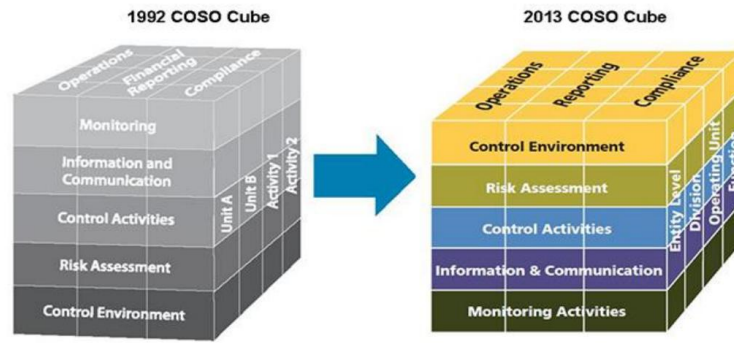 1992 COSO Cube
Operations
Financial
Reporting
Compliance
Monitoring
Information and
Communication
Control Activities
Risk Assessment
Control Environment
Unit A
Unit B
Activity 1
Activity 2
2013 COSO Cube
Operations
Reporting
Compliance
Control Environment
Risk Assessment
Control Activities
Information & Communication
Monitoring Activities
Entity Level
Division
Operating Unit
Function